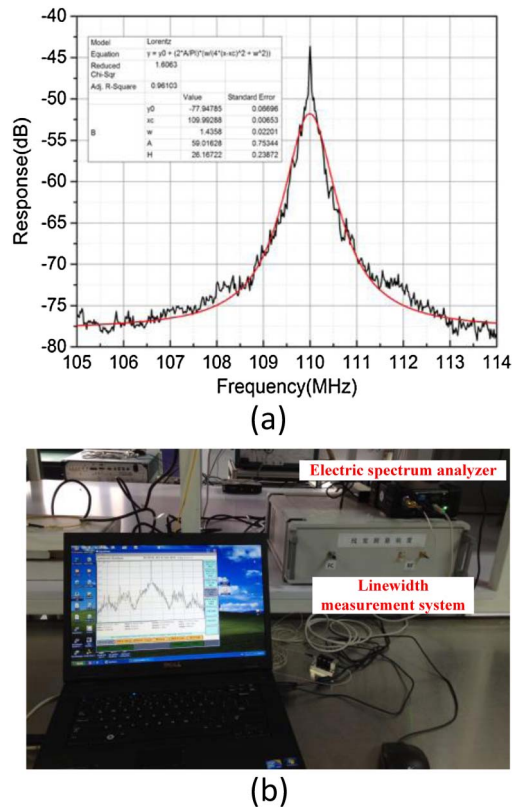 -40
-45
-50
-55
-60
-65
-70
-75
-80
Response(dB)
Model Lorentz
Equation y = y0 + (2*A/PI)*(w/(4*(x-xc)^2 + w^2))
Reduced Chi-Sqr 1.6063
Adj. R-Square 0.96103
Value Standard Error
y0 -77.94785 0.06696
xc 109.99288 0.00653
B w 1.4358 0.02201
A 59.01628 0.75344
H 26.16722 0.23872
105 106 107 108 109 110 111 112 113 114
Frequency(MHz)
(a)
Electric spectrum analyzer
Linewidth
measurement system
DELL
(b)